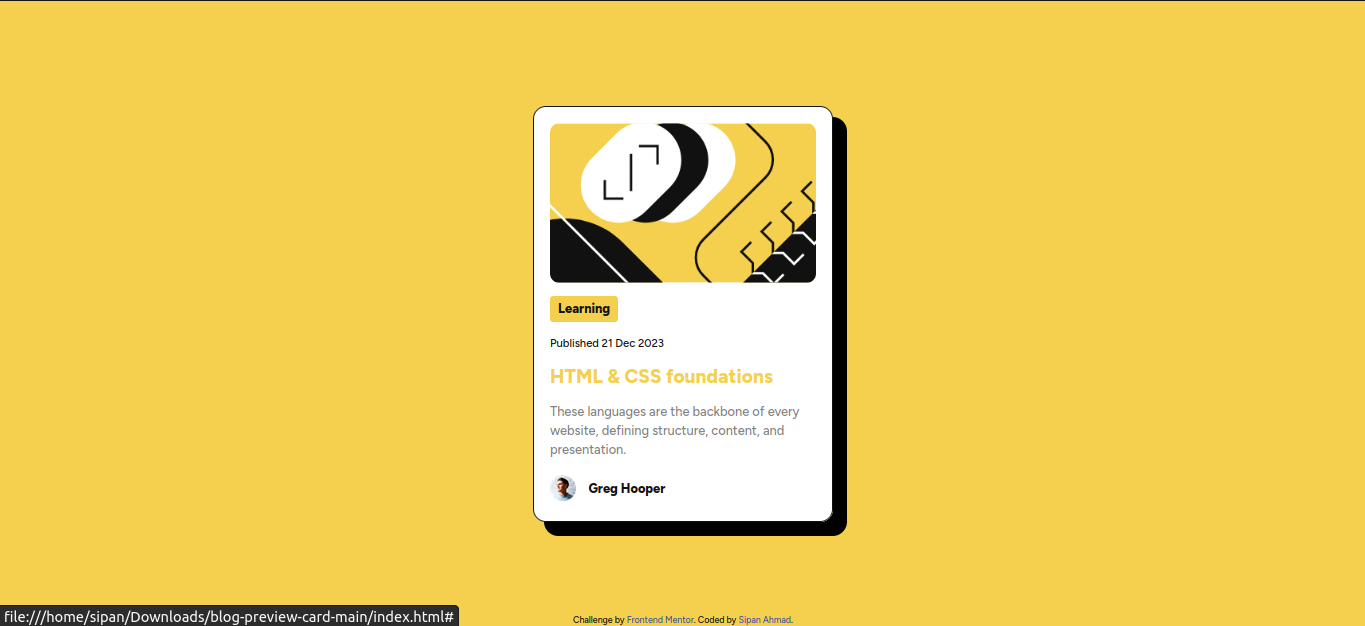 Learning
Published 21 Dec 2023
HTML & CSS foundations
These languages are the backbone of every
website, defining structure, content, and
presentation.
Greg Hooper
file:///home/sipan/Downloads/blog-preview-card-main/index.html#
Challenge by Frontend Mentor. Coded by Sipan Ahmad.